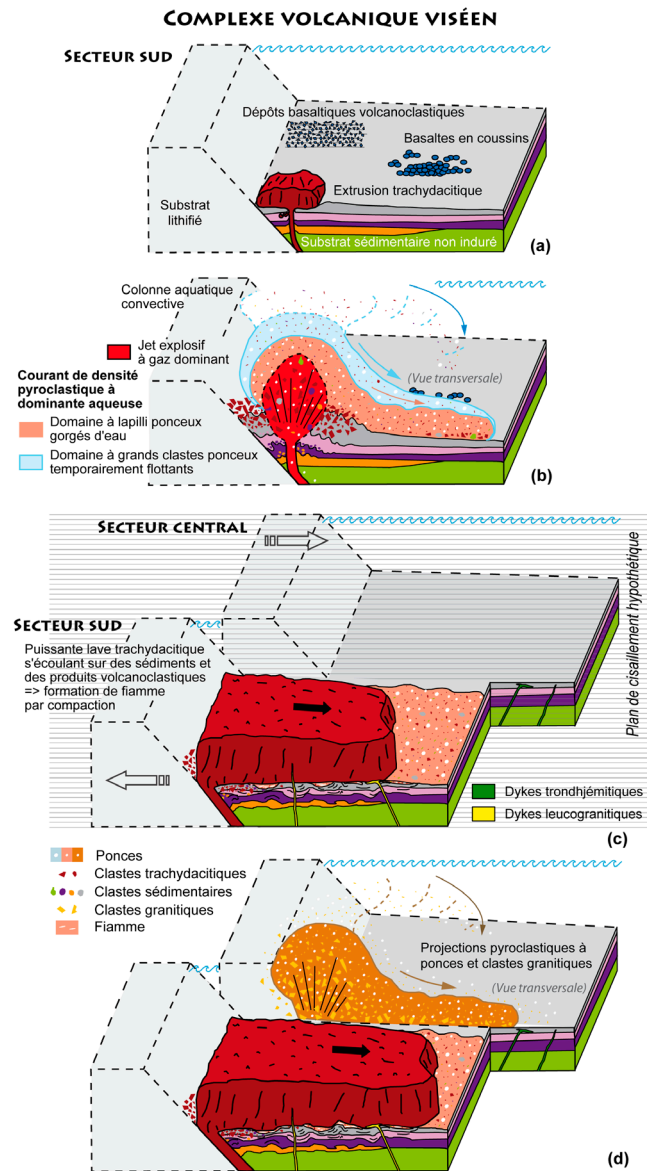 COMPLEXE VOLCANIQUE VISÉEN
SECTEUR SUD
Dépôts basaltiques volcanoclastiques
Basaltes en coussins
Extrusion trachydacitique
Substrat
lithifié
Substrat sédimentaire non induré
(a)
Colonne aquatique
convective
Jet explosif
à gaz dominant
Courant de densité
pyroclastique à
dominante aqueuse
(Vue transversale)
Domaine à lapilli ponceux
gorgés d'eau
Domaine à grands clastes ponceux
temporairement flottants
(b)
SECTEUR CENTRAL
Plan de cisaillement hypothétique
SECTEUR SUD
Puissante lave trachydacitique
s'écoulant sur des sédiments et
des produits volcanoclastiques
=> formation de fiamme
par compaction
Dykes trondhjémitiques
Dykes leucogranitiques
(c)
Ponces
Clastes trachydacitiques
Clastes sédimentaires
Clastes granitiques
Fiamme
Projections pyroclastiques à
ponces et clastes granitiques
(Vue transversale)
(d)